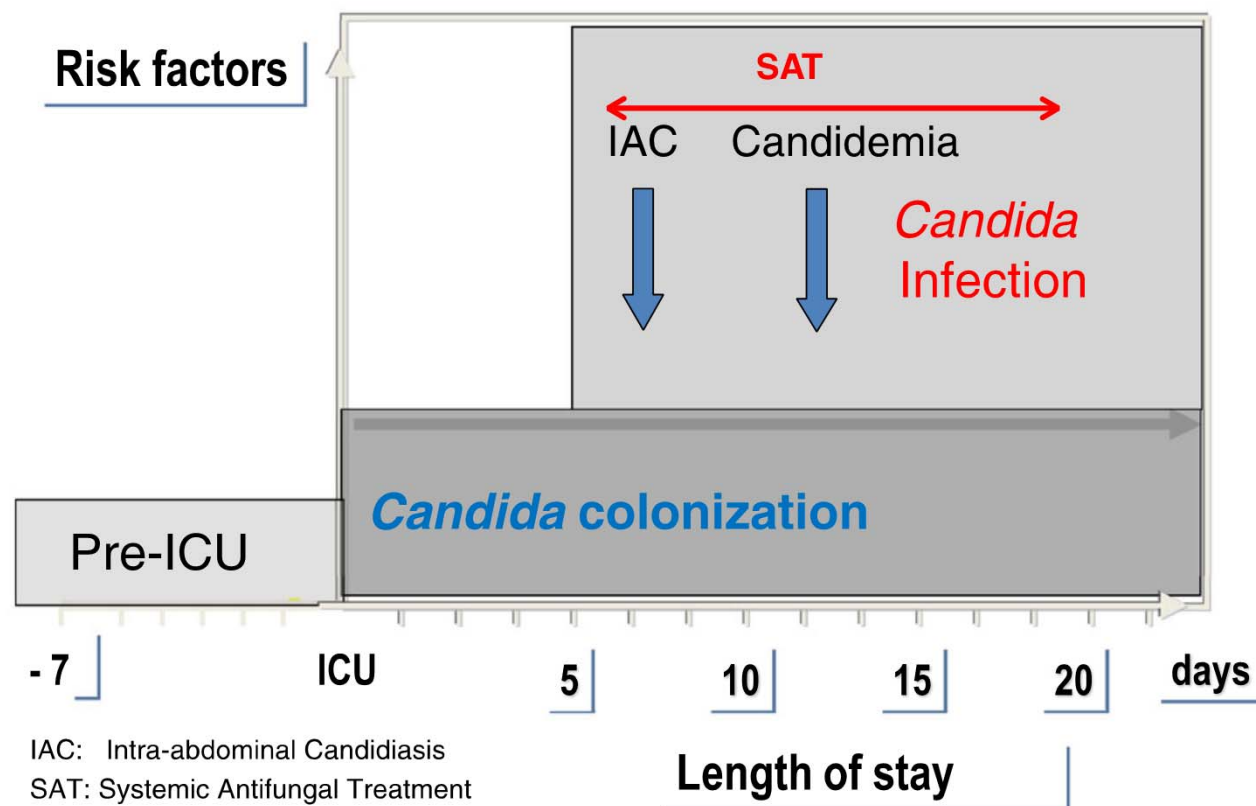 Risk factors
SAT
IAC Candidemia
Candida
Infection
Candida colonization
Pre-ICU
- 7 ICU 5 10 15 20 days
IAC: Intra-abdominal Candidiasis
SAT: Systemic Antifungal Treatment
Length of stay